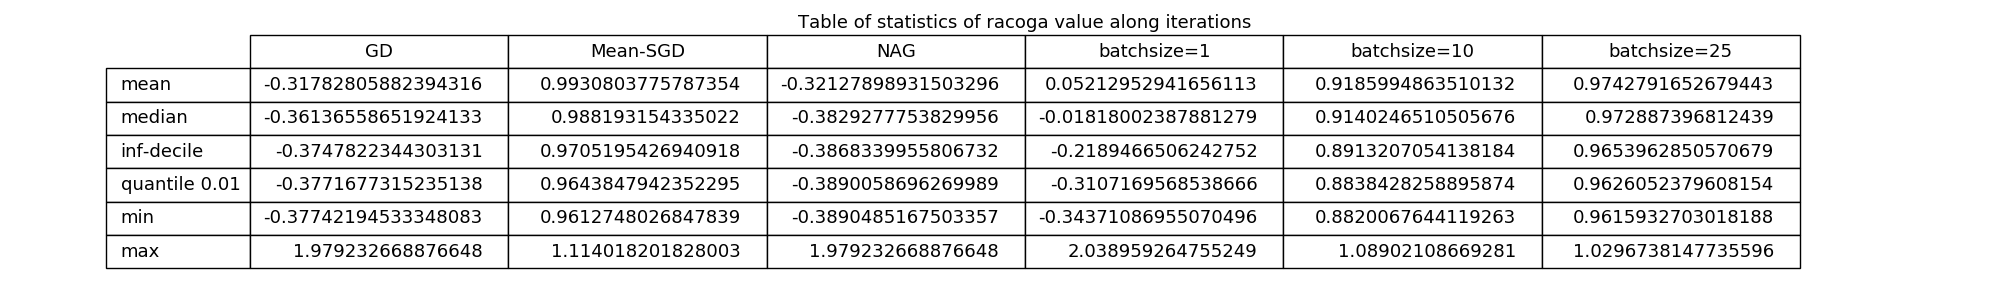 Table of statistics of racoga value along iterations
GD Mean-SGD NAG batchsize=1 batchsize=10 batchsize=25
mean -0.31782805882394316 0.9930803775787354 -0.32127898931503296 0.05212952941656113 0.9185994863510132 0.9742791652679443
median -0.36136558651924133 0.988193154335022 -0.3829277753829956 -0.01818002387881279 0.9140246510505676 0.972887396812439
inf-decile -0.3747822344303131 0.9705195426940918 -0.3868339955806732 -0.2189466506242752 0.8913207054138184 0.9653962850570679
quantile 0.01 -0.3771677315235138 0.9643847942352295 -0.3890058696269989 -0.3107169568538666 0.8838428258895874 0.9626052379608154
min -0.37742194533348083 0.9612748026847839 -0.3890485167503357 -0.34371086955070496 0.8820067644119263 0.9615932703018188
max 1.979232668876648 1.114018201828003 1.979232668876648 2.038959264755249 1.08902108669281 1.0296738147735596